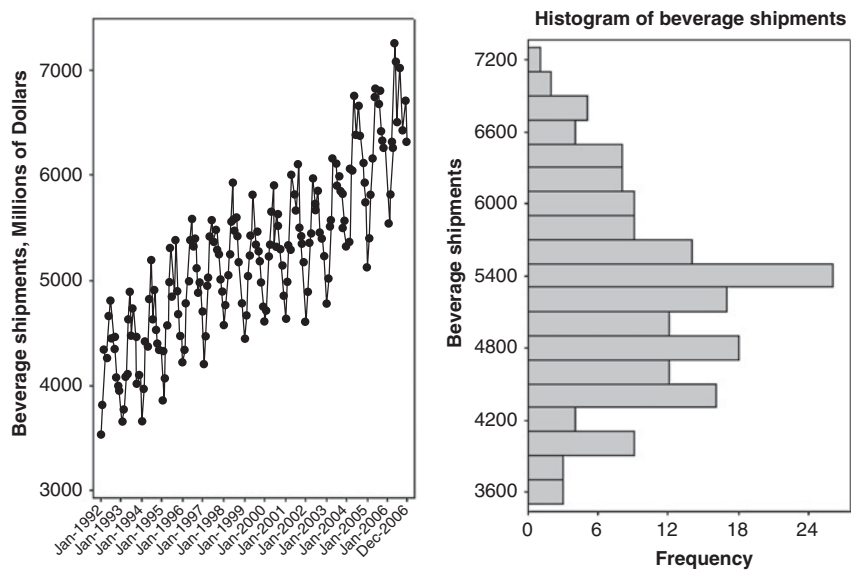 Beverage shipments, Millions of Dollars
7000
6000
5000
4000
3000
Jan-1992
Jan-1993
Jan-1994
Jan-1995
Jan-1996
Jan-1997
Jan-1998
Jan-1999
Jan-2000
Jan-2001
Jan-2002
Jan-2003
Jan-2004
Jan-2005
Jan-2006
Dec-2006
Histogram of beverage shipments
Beverage shipments
7200
6600
6000
5400
4800
4200
3600
0 6 12 18 24
Frequency